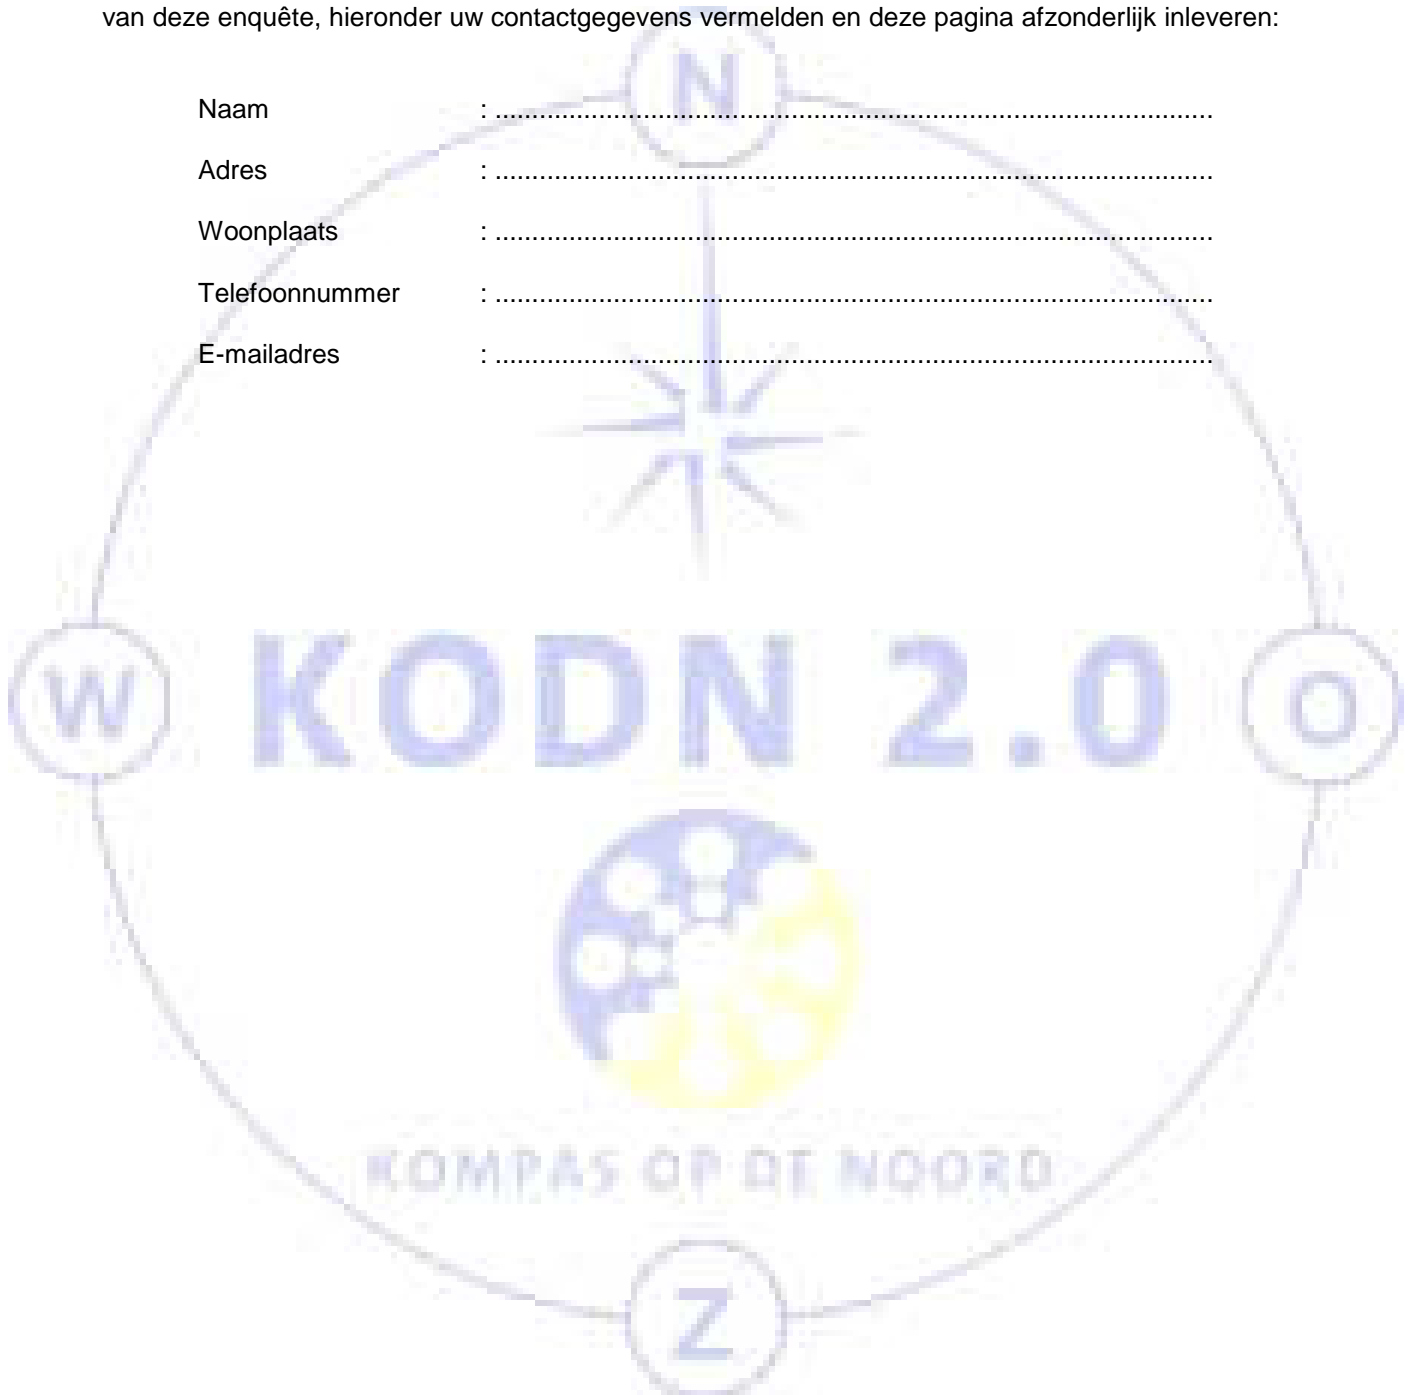 van deze enquête, hieronder uw contactgegevens vermelden en deze pagina afzonderlijk inleveren:
N
Naam : ................................................................................................
Adres : ................................................................................................
Woonplaats : ................................................................................................
Telefoonnummer : ................................................................................................
E-mailadres : ................................................................................................
W KODN 2.0 O
KOMPAS OP DE NOORD
Z